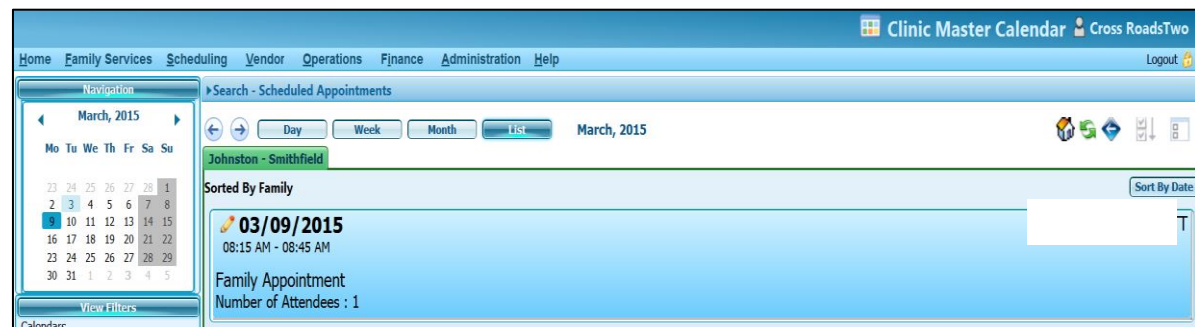 Clinic Master Calendar Cross RoadsTwo
Home Family Services Scheduling Vendor Operations Finance Administration Help Logout
Navigation
Search - Scheduled Appointments
March, 2015
Day Week Month List March, 2015
Mo Tu We Th Fr Sa Su
Johnston - Smithfield
23 24 25 26 27 28 1
Sorted By Family Sort By Date
2 3 4 5 6 7 8
9 10 11 12 13 14 15
16 17 18 19 20 21 22
23 24 25 26 27 28 29
30 31 1 2 3 4 5
03/09/2015 T
08:15 AM - 08:45 AM
Family Appointment
Number of Attendees : 1
View Filters
Calendars